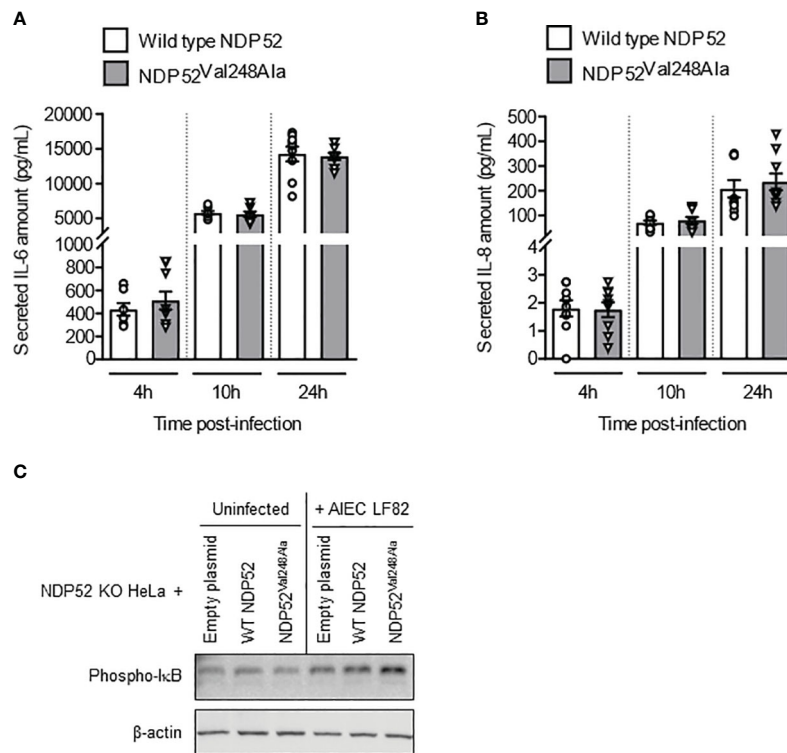 A
Wild type NDP52
NDP52Val248Ala
Secreted IL-6 amount (pg/mL)
20000
15000
10000
5000
1000
800
600
400
200
0
4h 10h 24h
Time post-infection
B
Wild type NDP52
NDP52Val248Ala
Secreted IL-8 amount (pg/mL)
500
400
300
200
100
4
3
2
1
0
4h 10h 24h
Time post-infection
C
Uninfected + AIEC LF82
NDP52 KO HeLa +
Empty plasmid
WT NDP52
NDP52Val248Ala
Empty plasmid
WT NDP52
NDP52Val248Ala
Phospho-IκB
β-actin